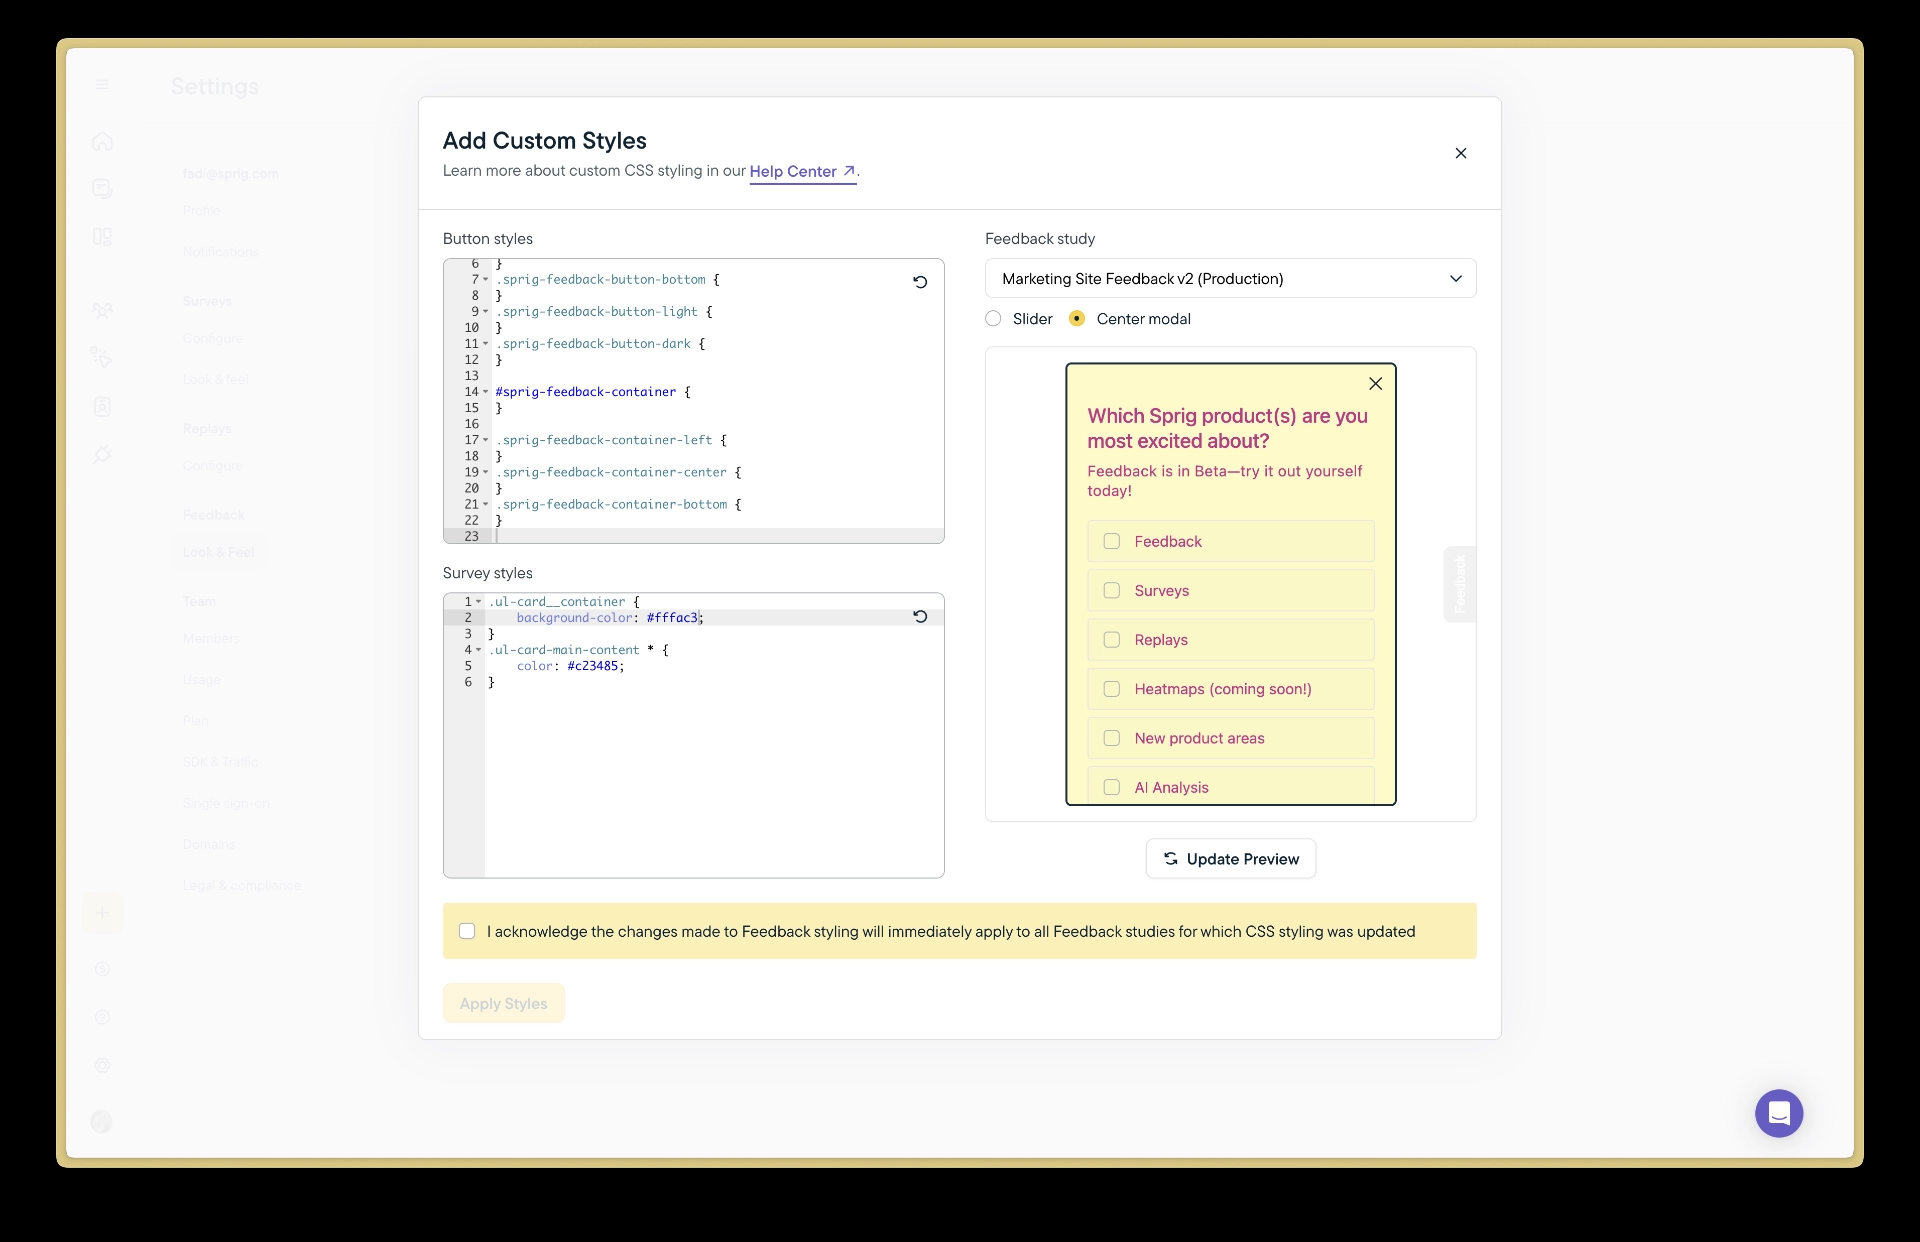 Settings
fadi@sprig.com
Profile
Notifications
Surveys
Configure
Look & feel
Replays
Configure
Feedback
Look & Feel
Team
Members
Usage
Plan
SDK & Traffic
Single sign-on
Domains
Legal & compliance
Add Custom Styles
Learn more about custom CSS styling in our Help Center ↗.
Button styles
6 }
7 .sprig-feedback-button-bottom {
8 }
9 .sprig-feedback-button-light {
10 }
11 .sprig-feedback-button-dark {
12 }
13
14 #sprig-feedback-container {
15 }
16
17 .sprig-feedback-container-left {
18 }
19 .sprig-feedback-container-center {
20 }
21 .sprig-feedback-container-bottom {
22 }
23
Survey styles
1 .ul-card__container {
2 background-color: #fffac3;
3 }
4 .ul-card-main-content * {
5 color: #c23485;
6 }
Feedback study
Marketing Site Feedback v2 (Production)
Slider Center modal
Which Sprig product(s) are you
most excited about?
Feedback is in Beta—try it out yourself
today!
Feedback
Surveys
Replays
Heatmaps (coming soon!)
New product areas
AI Analysis
Feedback
Update Preview
I acknowledge the changes made to Feedback styling will immediately apply to all Feedback studies for which CSS styling was updated
Apply Styles